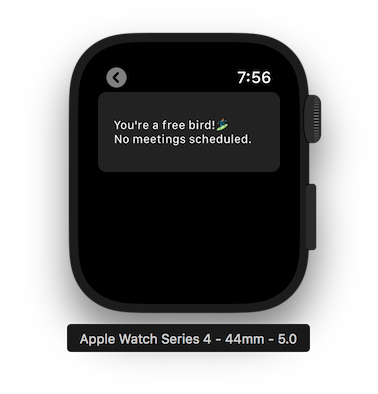 7:56
You're a free bird!
No meetings scheduled.
Apple Watch Series 4 - 44mm - 5.0